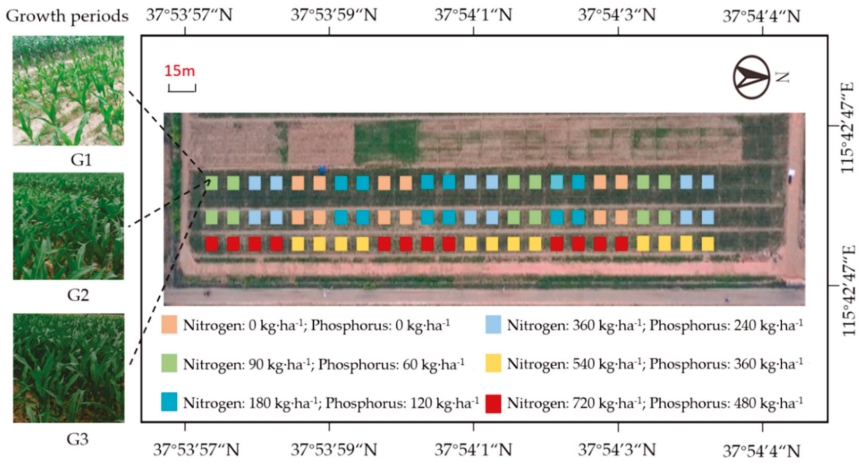 Growth periods
37°53′57″N 37°53′59″N 37°54′1″N 37°54′3″N 37°54′4″N
15m
N
G1
G2
G3
115°42′47″E
115°42′47″E
Nitrogen: 0 kg·ha⁻¹; Phosphorus: 0 kg·ha⁻¹
Nitrogen: 360 kg·ha⁻¹; Phosphorus: 240 kg·ha⁻¹
Nitrogen: 90 kg·ha⁻¹; Phosphorus: 60 kg·ha⁻¹
Nitrogen: 540 kg·ha⁻¹; Phosphorus: 360 kg·ha⁻¹
Nitrogen: 180 kg·ha⁻¹; Phosphorus: 120 kg·ha⁻¹
Nitrogen: 720 kg·ha⁻¹; Phosphorus: 480 kg·ha⁻¹
37°53′57″N 37°53′59″N 37°54′1″N 37°54′3″N 37°54′4″N